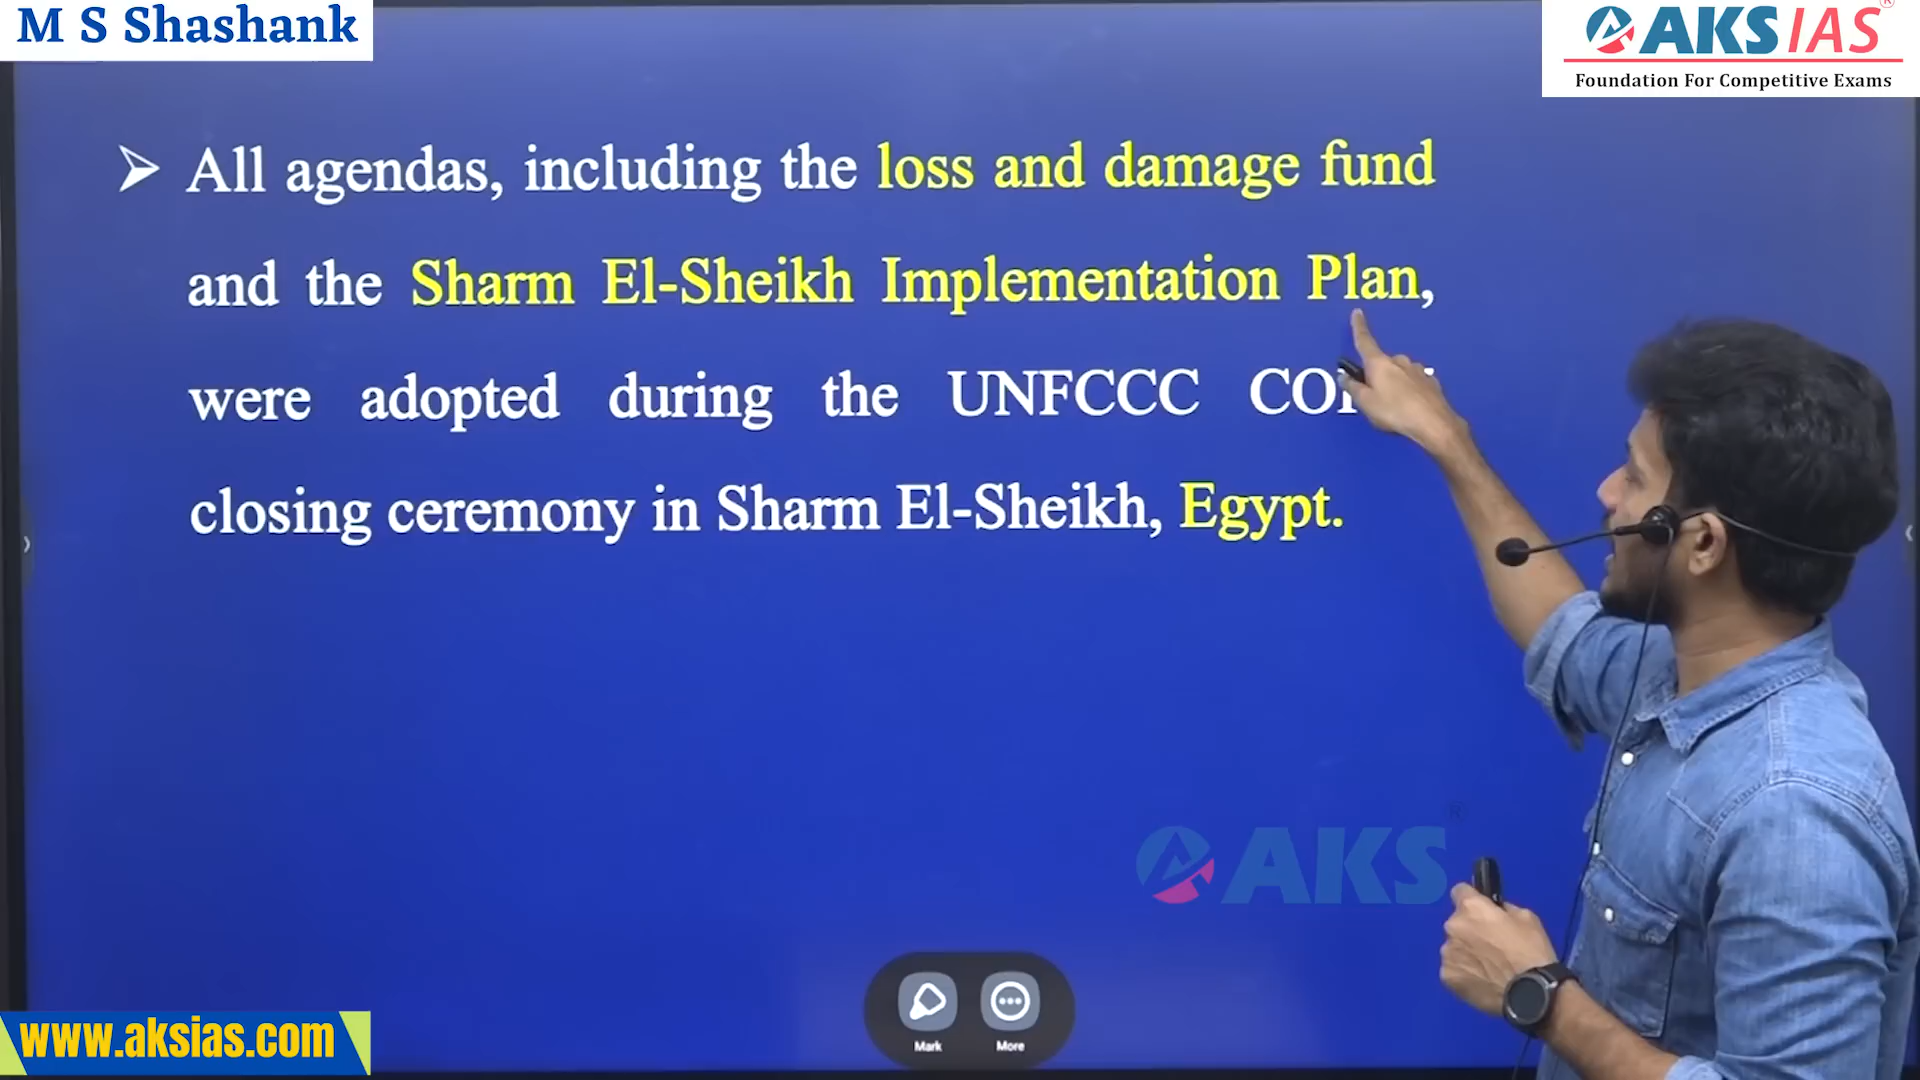 M S Shashank
AKS IAS
®
Foundation For Competitive Exams
All agendas, including the loss and damage fund
and the Sharm El-Sheikh Implementation Plan,
were adopted during the UNFCCC
closing ceremony in Sharm El-Sheikh, Egypt.
AKS
®
Mark
More
www.aksias.com